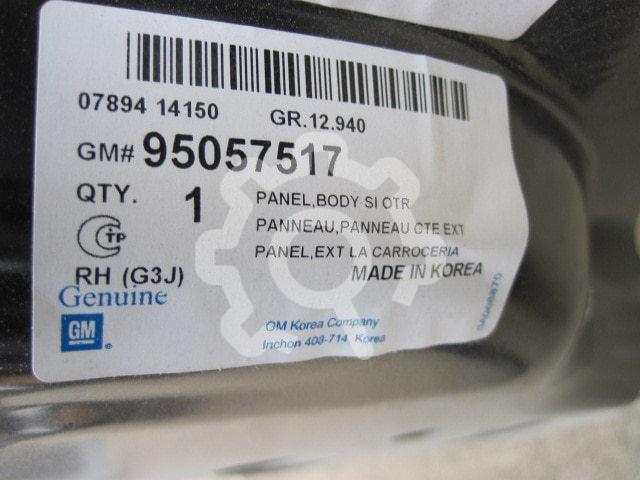 07894 14150 GR.12.940
GM# 95057517
QTY. 1
PANEL,BODY SI OTR
PANNEAU,PANNEAU CTE EXT
PANEL,EXT LA CARROCERIA
RH (G3J) MADE IN KOREA
Genuine
GM
GM Korea Company
Inchon 403-714, Korea